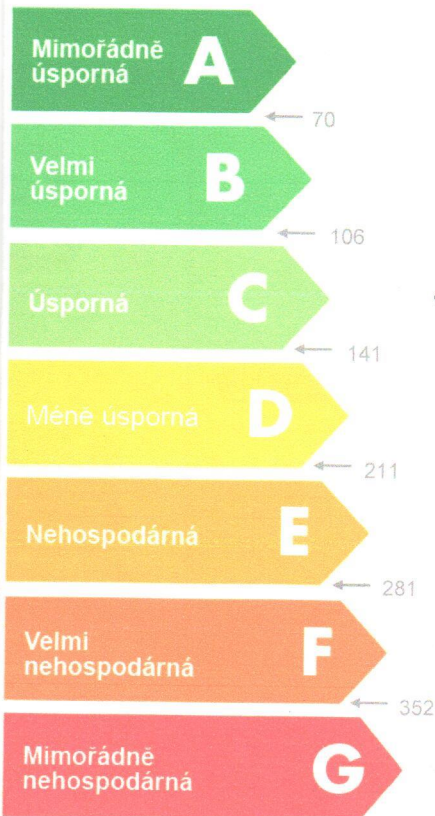 Mimořádně
úsporná
A
70
Velmi
úsporná
B
106
Úsporná
C
141
Méně úsporná
D
211
Nehospodárná
E
281
Velmi
nehospodárná
F
352
Mimořádně
nehospodárná
G